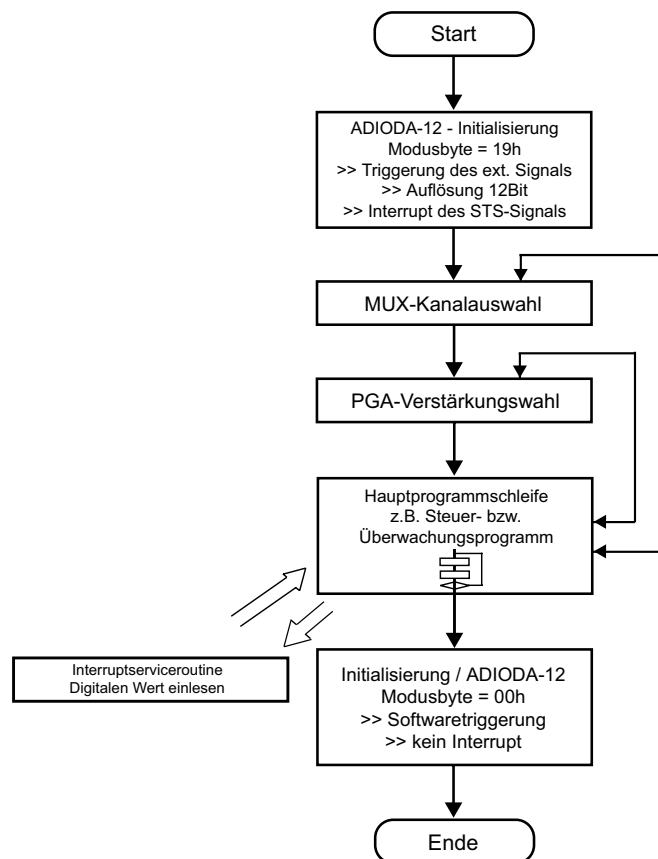 Start
ADIODA-12 - Initialisierung
Modusbyte = 19h
>> Triggerung des ext. Signals
>> Auflösung 12Bit
>> Interrupt des STS-Signals
MUX-Kanalauswahl
PGA-Verstärkungswahl
Hauptprogrammschleife
z.B. Steuer- bzw.
Überwachungsprogramm
Interruptserviceroutine
Digitalen Wert einlesen
Initialisierung / ADIODA-12
Modusbyte = 00h
>> Softwaretriggerung
>> kein Interrupt
Ende